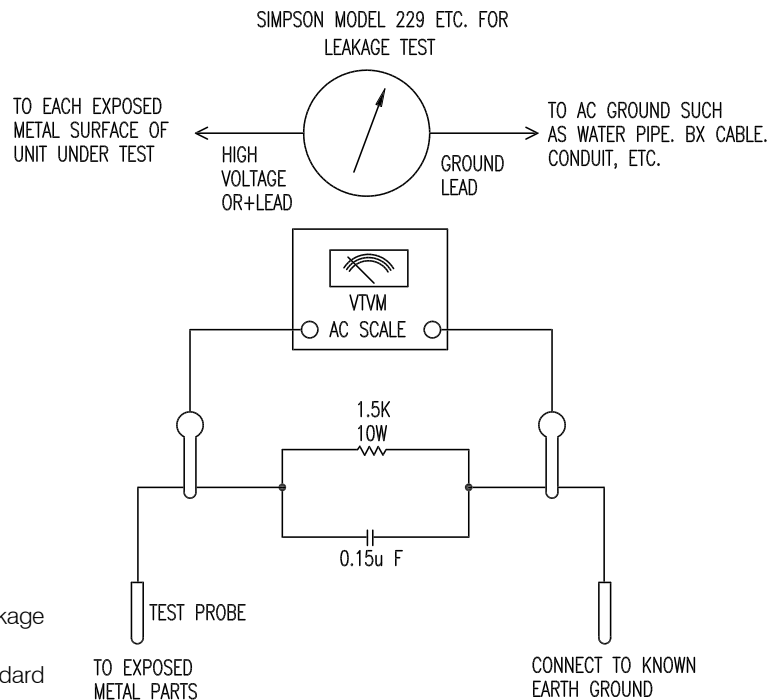 SIMPSON MODEL 229 ETC. FOR
LEAKAGE TEST
TO EACH EXPOSED
METAL SURFACE OF
UNIT UNDER TEST
HIGH
VOLTAGE
OR+LEAD
GROUND
LEAD
TO AC GROUND SUCH
AS WATER PIPE. BX CABLE.
CONDUIT, ETC.
VTVM
AC SCALE
1.5K
10W
0.15u F
TEST PROBE
TO EXPOSED
METAL PARTS
CONNECT TO KNOWN
EARTH GROUND
kage
dard